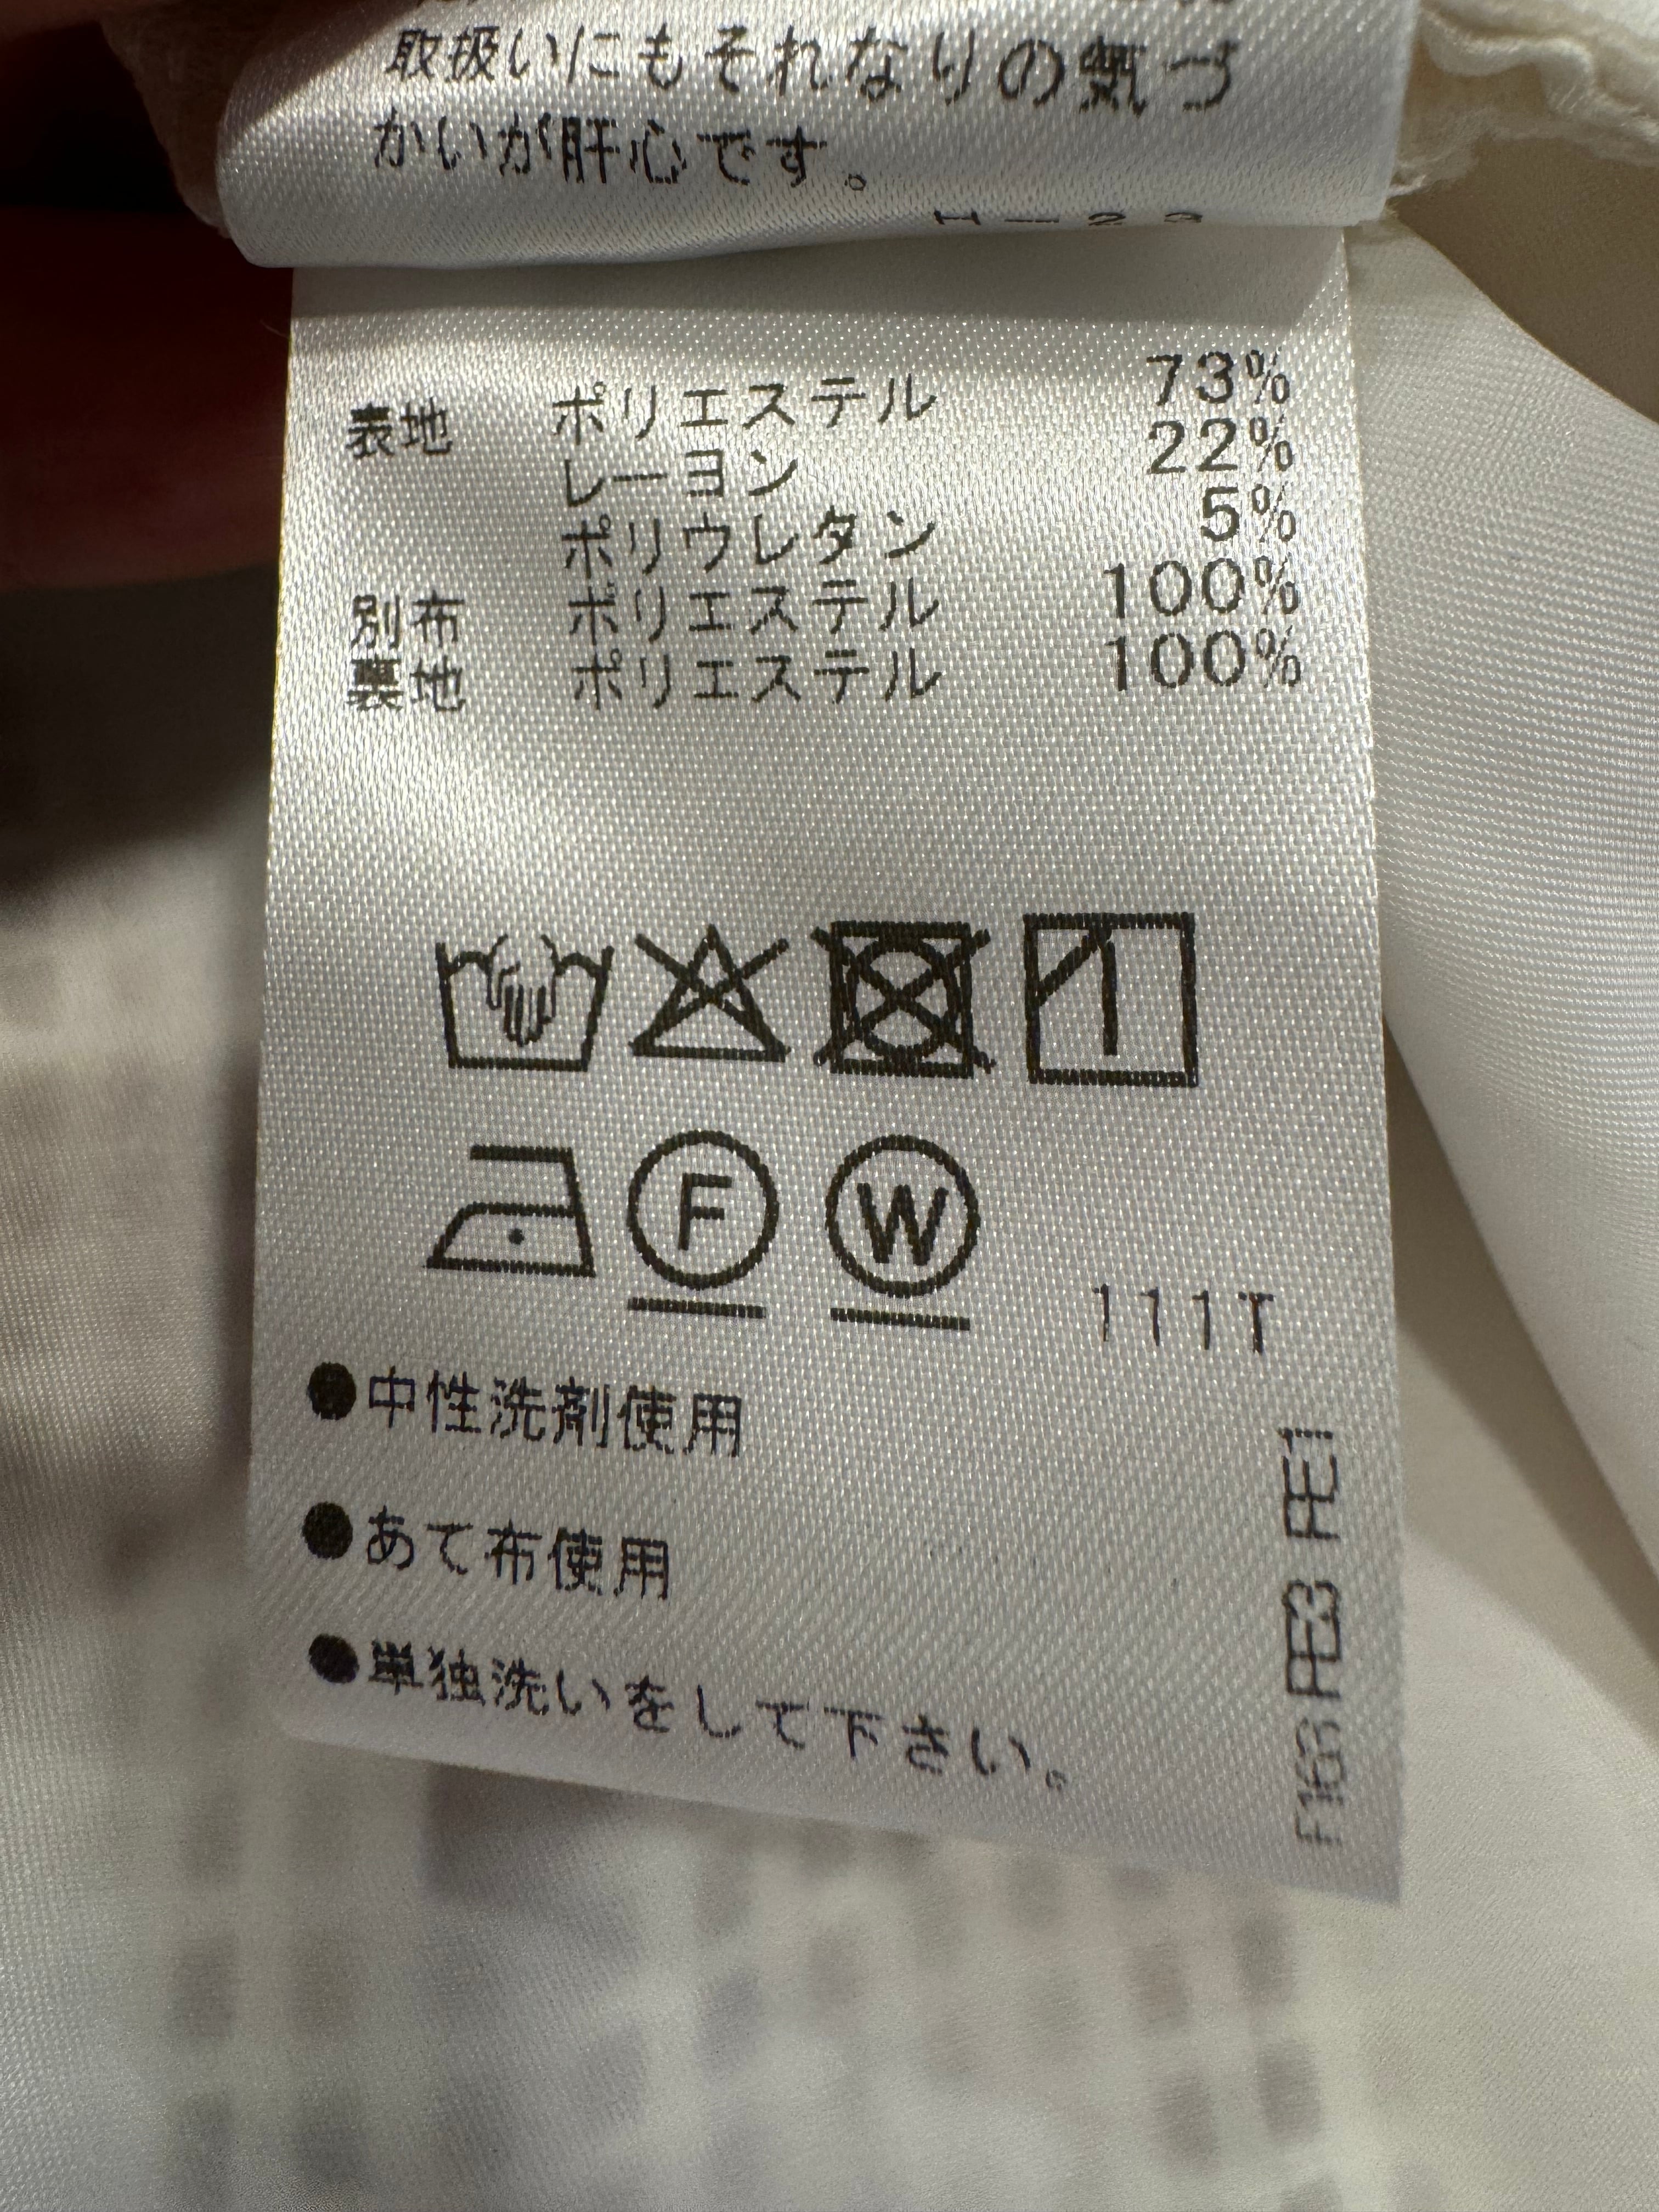 取扱いにもそれなりの気づ
かいが肝心です。
表地 ポリエステル 73%
レーヨン 22%
ポリウレタン 5%
別布 ポリエステル 100%
裏地 ポリエステル 100%
F
W
111T
●中性洗剤使用
●あて布使用
●単独洗いをして下さい。